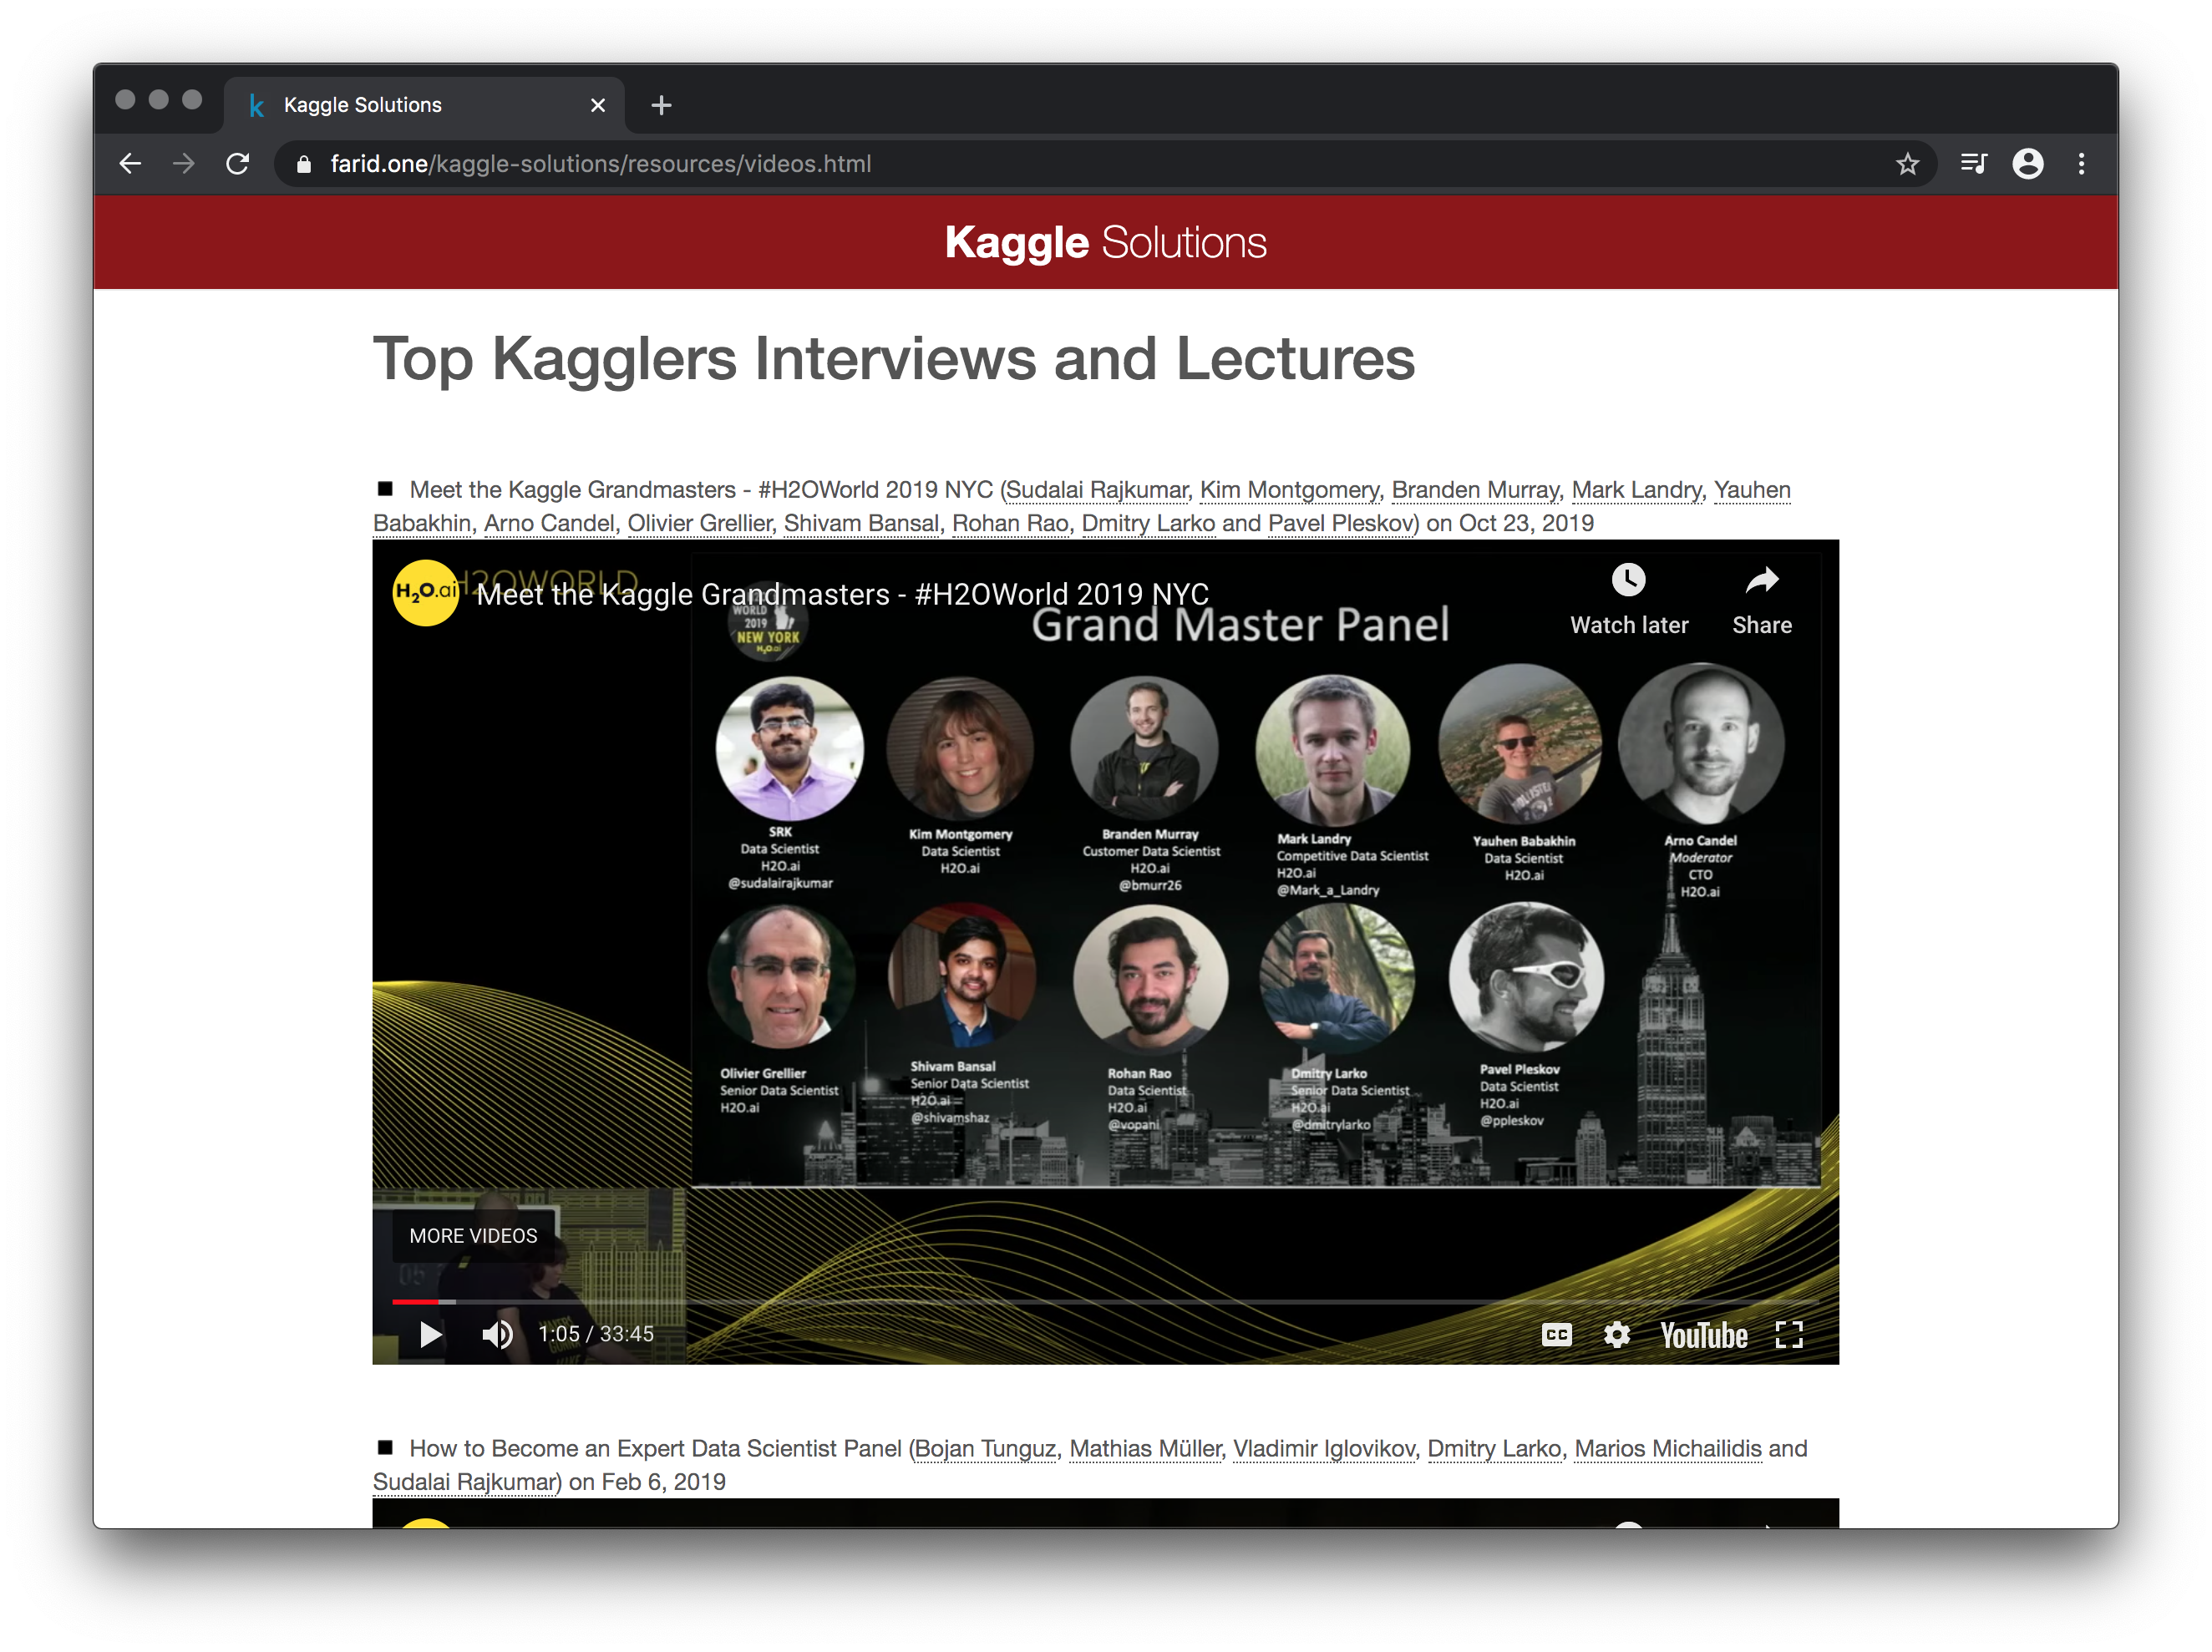 k Kaggle Solutions
farid.one/kaggle-solutions/resources/videos.html
Kaggle Solutions
Top Kagglers Interviews and Lectures
Meet the Kaggle Grandmasters - #H2OWorld 2019 NYC (Sudalai Rajkumar, Kim Montgomery, Branden Murray, Mark Landry, Yauhen
Babakhin, Arno Candel, Olivier Grellier, Shivam Bansal, Rohan Rao, Dmitry Larko and Pavel Pleskov) on Oct 23, 2019
H2O.ai
H2OWORLD
Meet the Kaggle Grandmasters - #H2OWorld 2019 NYC
Watch later
Share
WORLD
2019
NEW YORK
H2O.ai
Grand Master Panel
SRK
Data Scientist
H2O.ai
@sudalairajkumar
Kim Montgomery
Data Scientist
H2O.ai
Branden Murray
Customer Data Scientist
H2O.ai
@bmurr26
Mark Landry
Competitive Data Scientist
H2O.ai
@Mark_a_Landry
Yauhen Babakhin
Data Scientist
H2O.ai
Arno Candel
Moderator
CTO
H2O.ai
Olivier Grellier
Senior Data Scientist
H2O.ai
Shivam Bansal
Senior Data Scientist
H2O.ai
@shivamshaz
Rohan Rao
Data Scientist
H2O.ai
@vopani
Dmitry Larko
Senior Data Scientist
H2O.ai
@dmitrylarko
Pavel Pleskov
Data Scientist
H2O.ai
@ppleskov
MORE VIDEOS
MAKERS
GONNA
MAKE
1:05 / 33:45
CC
YouTube
How to Become an Expert Data Scientist Panel (Bojan Tunguz, Mathias Müller, Vladimir Iglovikov, Dmitry Larko, Marios Michailidis and
Sudalai Rajkumar) on Feb 6, 2019